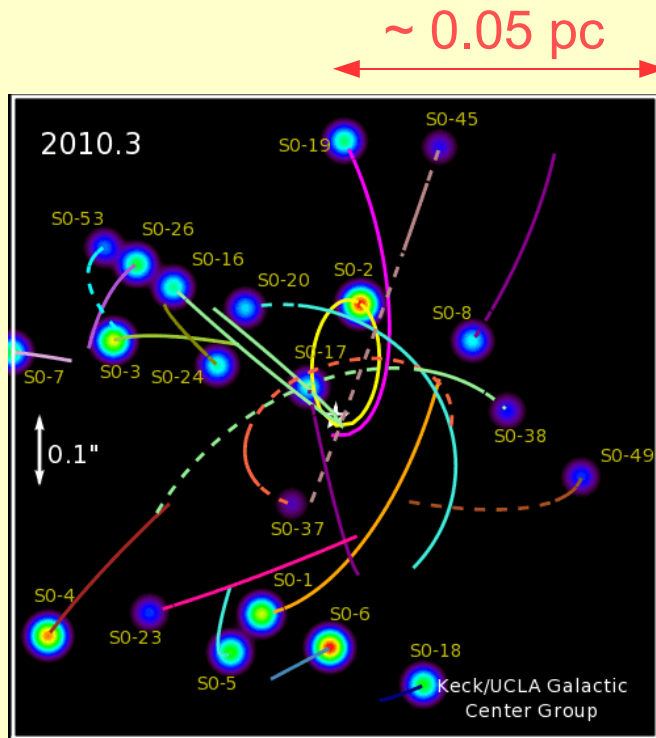 ~ 0.05 pc
2010.3
S0-45
S0-19
S0-53
S0-26
S0-16
S0-20
S0-2
S0-8
S0-7
S0-3
S0-24
S0-17
S0-38
0.1"
S0-49
S0-37
S0-4
S0-23
S0-1
S0-6
S0-5
S0-18
Keck/UCLA Galactic
Center Group